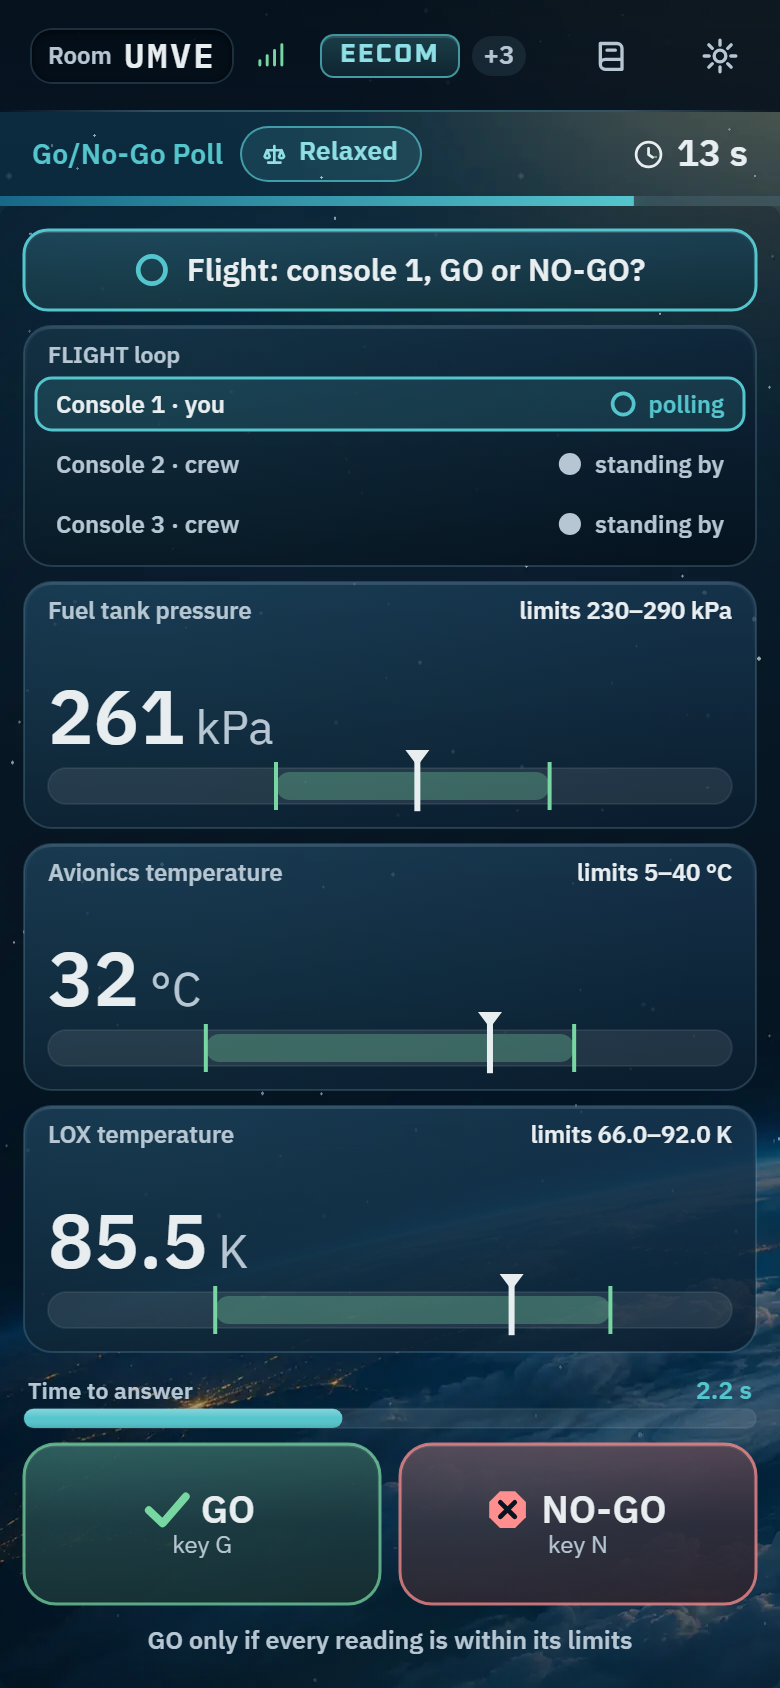 Room UMVE EECOM +3
Go/No-Go Poll Relaxed 13 s
Flight: console 1, GO or NO-GO?
FLIGHT loop
Console 1 · you polling
Console 2 · crew standing by
Console 3 · crew standing by
Fuel tank pressure limits 230–290 kPa
261 kPa
Avionics temperature limits 5–40 °C
32 °C
LOX temperature limits 66.0–92.0 K
85.5 K
Time to answer 2.2 s
GO NO-GO
key G key N
GO only if every reading is within its limits